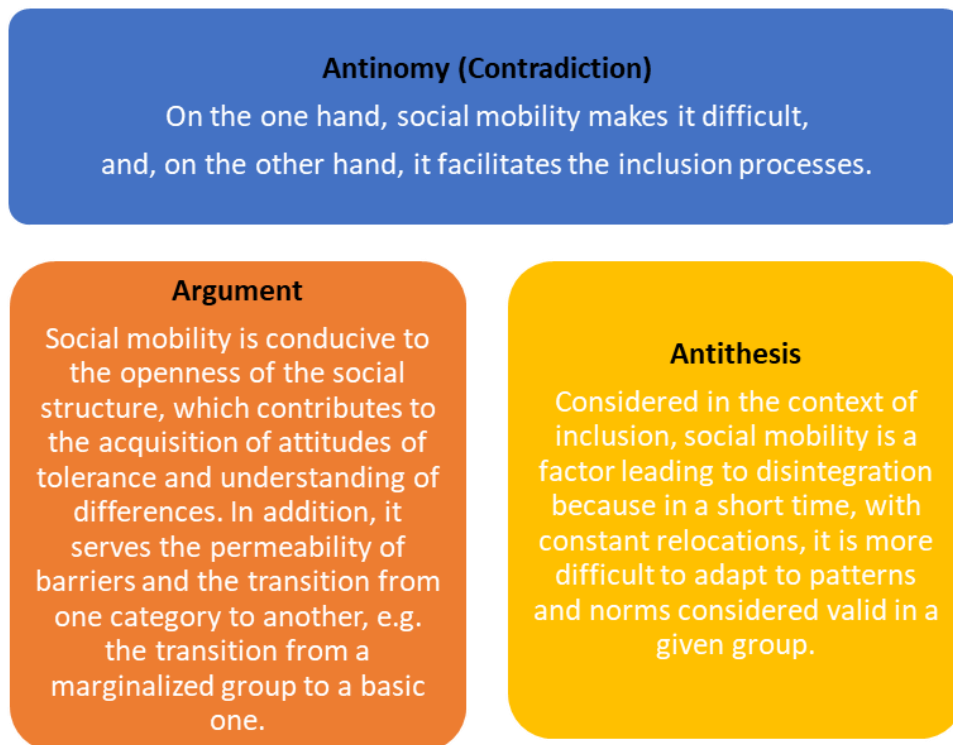 Antinomy (Contradiction)
On the one hand, social mobility makes it difficult,
and, on the other hand, it facilitates the inclusion processes.
Argument
Social mobility is conducive to
the openness of the social
structure, which contributes to
the acquisition of attitudes of
tolerance and understanding of
differences. In addition, it
serves the permeability of
barriers and the transition from
one category to another, e.g.
the transition from a
marginalized group to a basic
one.
Antithesis
Considered in the context of
inclusion, social mobility is a
factor leading to disintegration
because in a short time, with
constant relocations, it is more
difficult to adapt to patterns
and norms considered valid in a
given group.